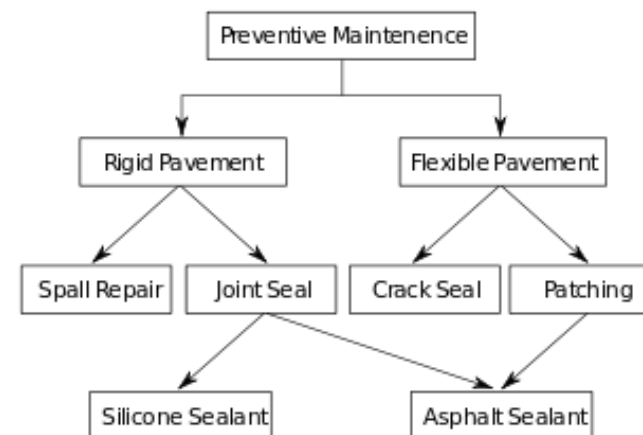 Preventive Maintenence
Rigid Pavement
Flexible Pavement
Spall Repair
Joint Seal
Crack Seal
Patching
Silicone Sealant
Asphalt Sealant